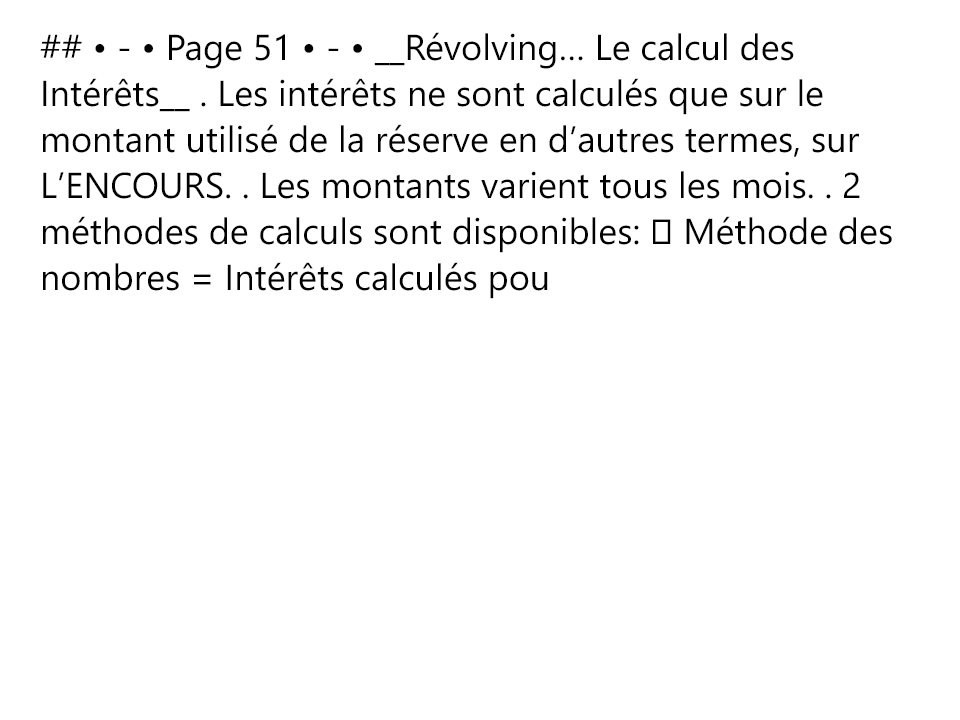 ## • - • Page 51 • - • __Révolving… Le calcul des
Intérêts__ . Les intérêts ne sont calculés que sur le
montant utilisé de la réserve en d’autres termes, sur
L’ENCOURS. . Les montants varient tous les mois. . 2
méthodes de calculs sont disponibles:  Méthode des
nombres = Intérêts calculés pou